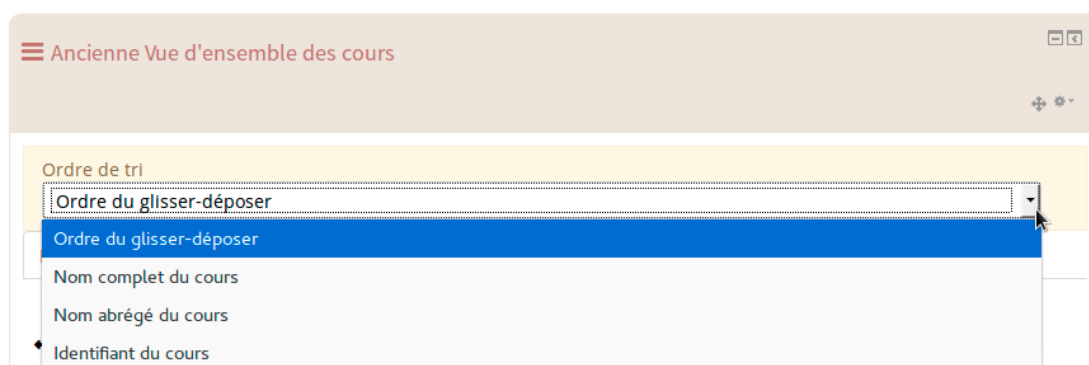 Ancienne Vue d'ensemble des cours
Ordre de tri
Ordre du glisser-déposer
Ordre du glisser-déposer
Nom complet du cours
Nom abrégé du cours
Identifiant du cours